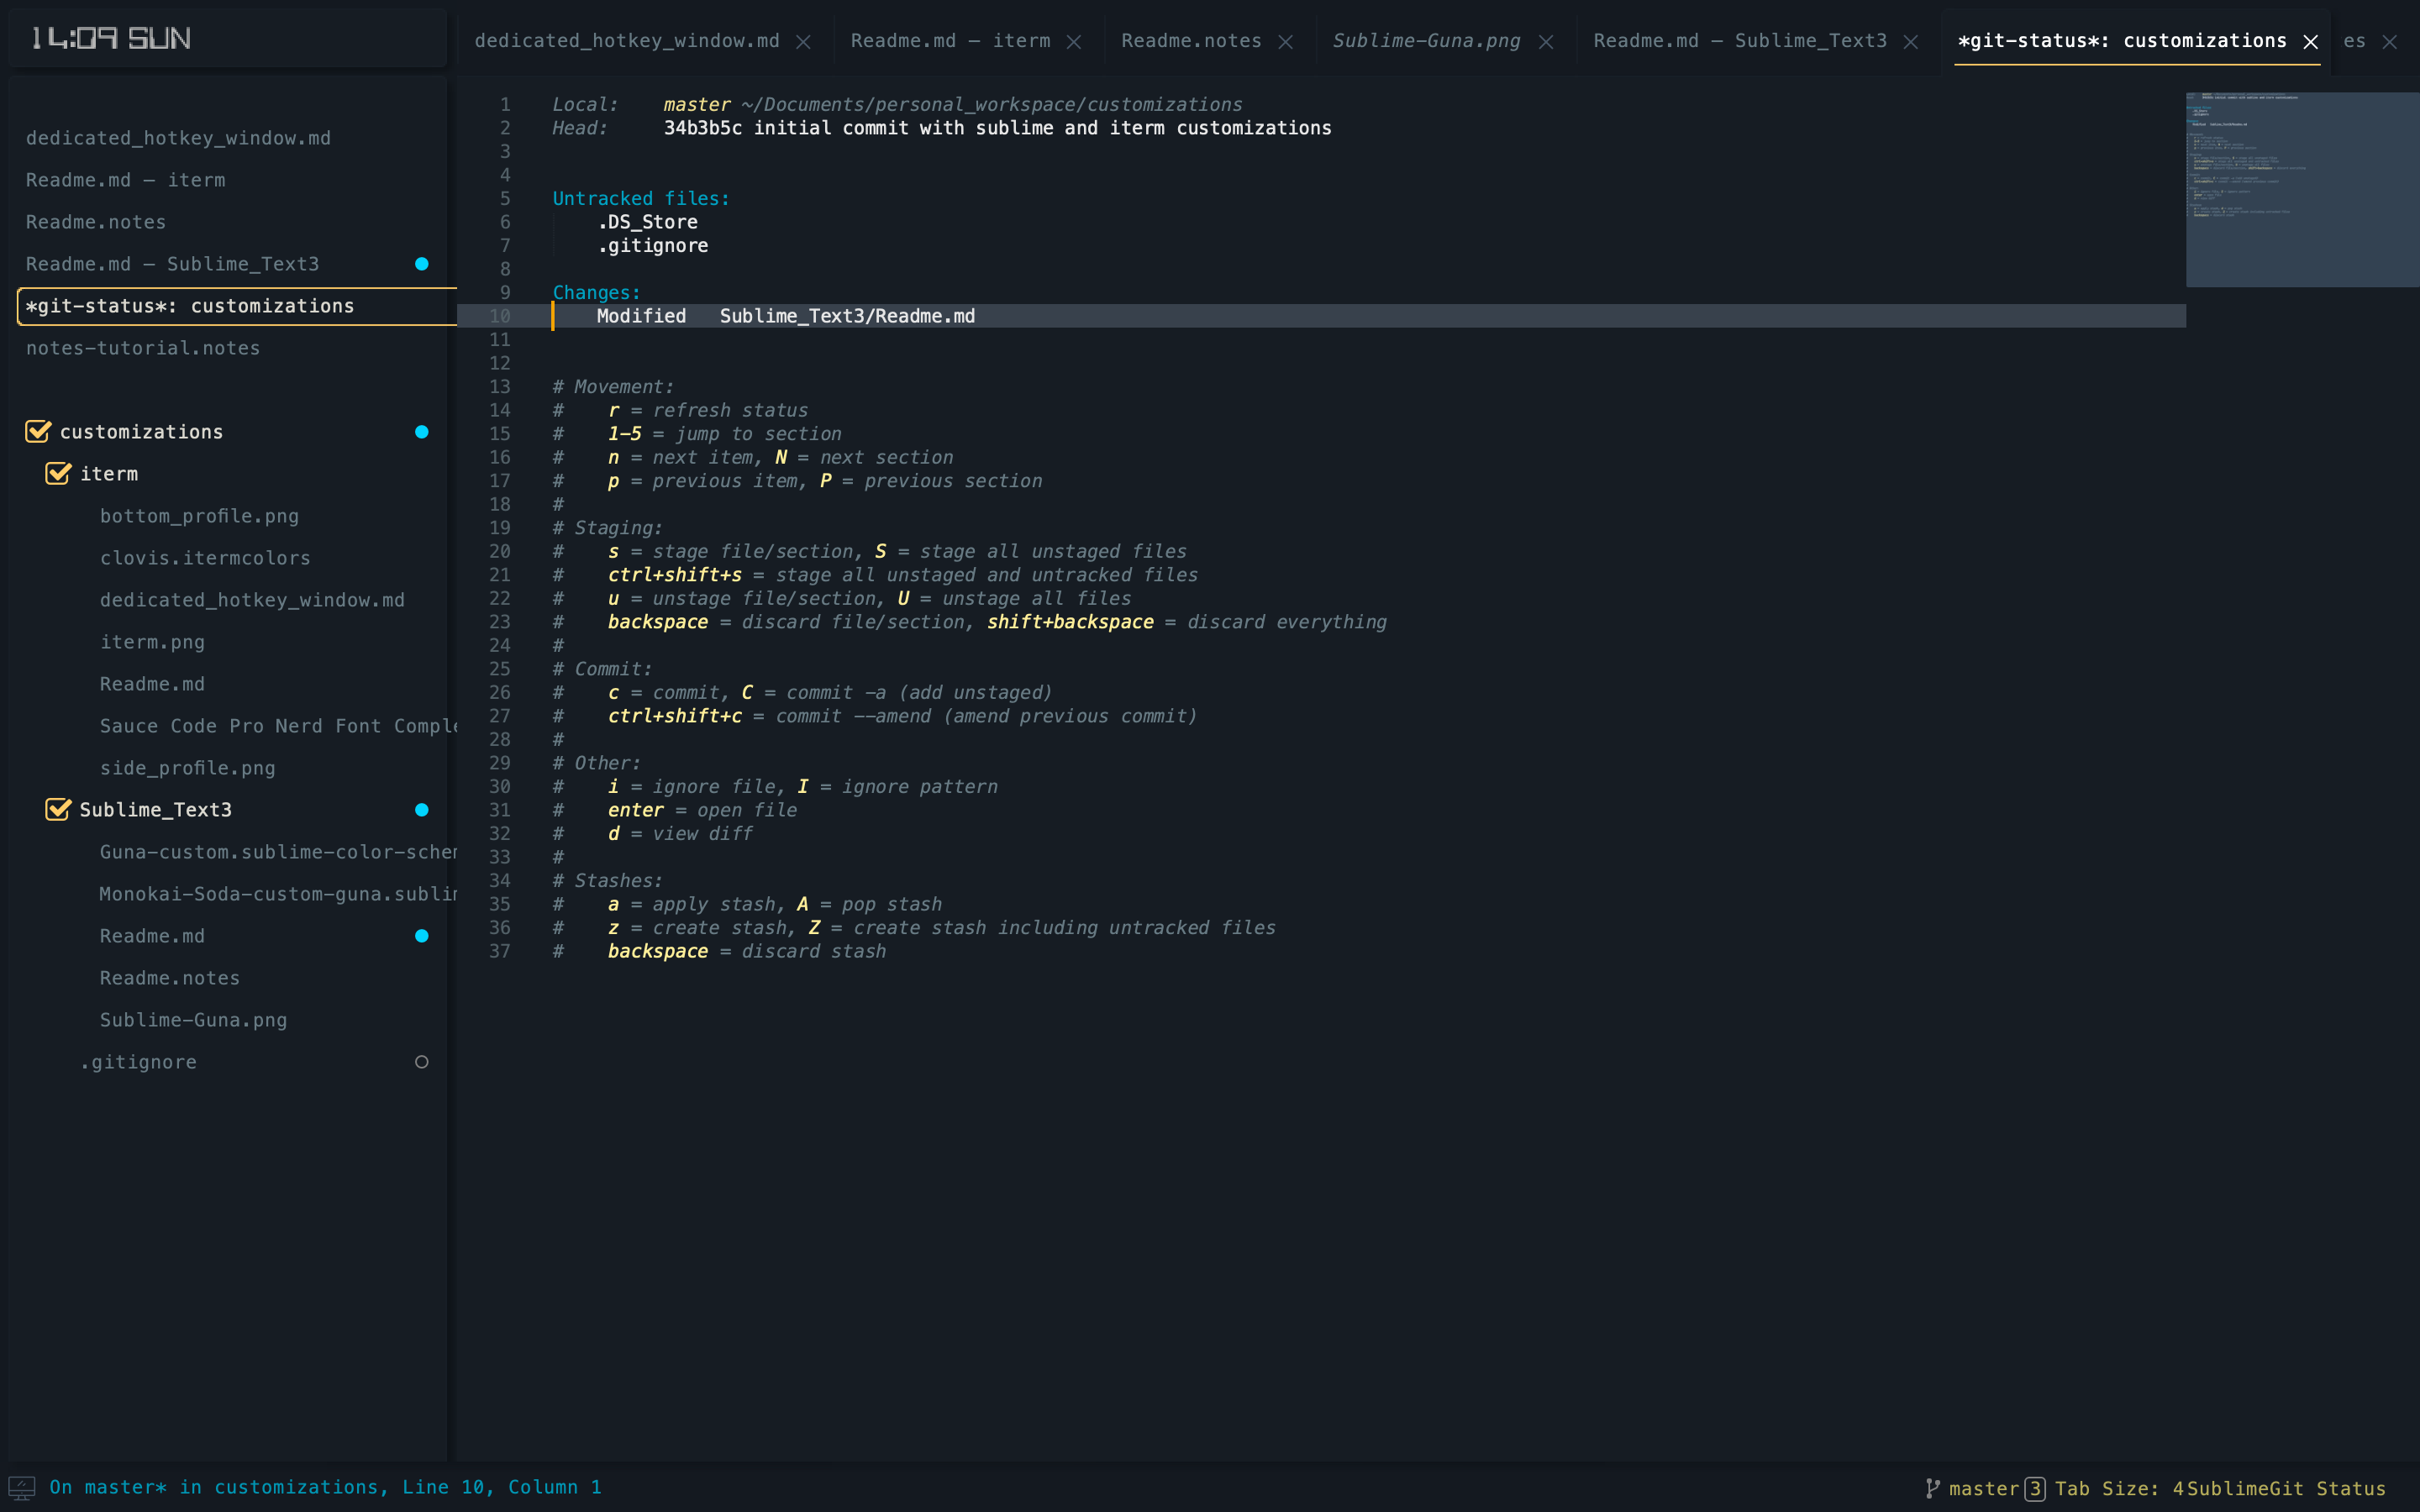 14:09 SUN
dedicated_hotkey_window.md
Readme.md — iterm
Readme.notes
Sublime-Guna.png
Readme.md — Sublime_Text3
*git-status*: customizations
es
dedicated_hotkey_window.md
Readme.md — iterm
Readme.notes
Readme.md — Sublime_Text3
*git-status*: customizations
notes-tutorial.notes
customizations
iterm
bottom_profile.png
clovis.itermcolors
dedicated_hotkey_window.md
iterm.png
Readme.md
Sauce Code Pro Nerd Font Comple
side_profile.png
Sublime_Text3
Guna-custom.sublime-color-schem
Monokai-Soda-custom-guna.sublim
Readme.md
Readme.notes
Sublime-Guna.png
.gitignore
1 Local: master ~/Documents/personal_workspace/customizations
2 Head: 34b3b5c initial commit with sublime and iterm customizations
3
4
5 Untracked files:
6 .DS_Store
7 .gitignore
8
9 Changes:
10 Modified Sublime_Text3/Readme.md
11
12
13 # Movement:
14 # r = refresh status
15 # 1-5 = jump to section
16 # n = next item, N = next section
17 # p = previous item, P = previous section
18 #
19 # Staging:
20 # s = stage file/section, S = stage all unstaged files
21 # ctrl+shift+s = stage all unstaged and untracked files
22 # u = unstage file/section, U = unstage all files
23 # backspace = discard file/section, shift+backspace = discard everything
24 #
25 # Commit:
26 # c = commit, C = commit -a (add unstaged)
27 # ctrl+shift+c = commit --amend (amend previous commit)
28 #
29 # Other:
30 # i = ignore file, I = ignore pattern
31 # enter = open file
32 # d = view diff
33 #
34 # Stashes:
35 # a = apply stash, A = pop stash
36 # z = create stash, Z = create stash including untracked files
37 # backspace = discard stash
On master* in customizations, Line 10, Column 1
master 3 Tab Size: 4 SublimeGit Status